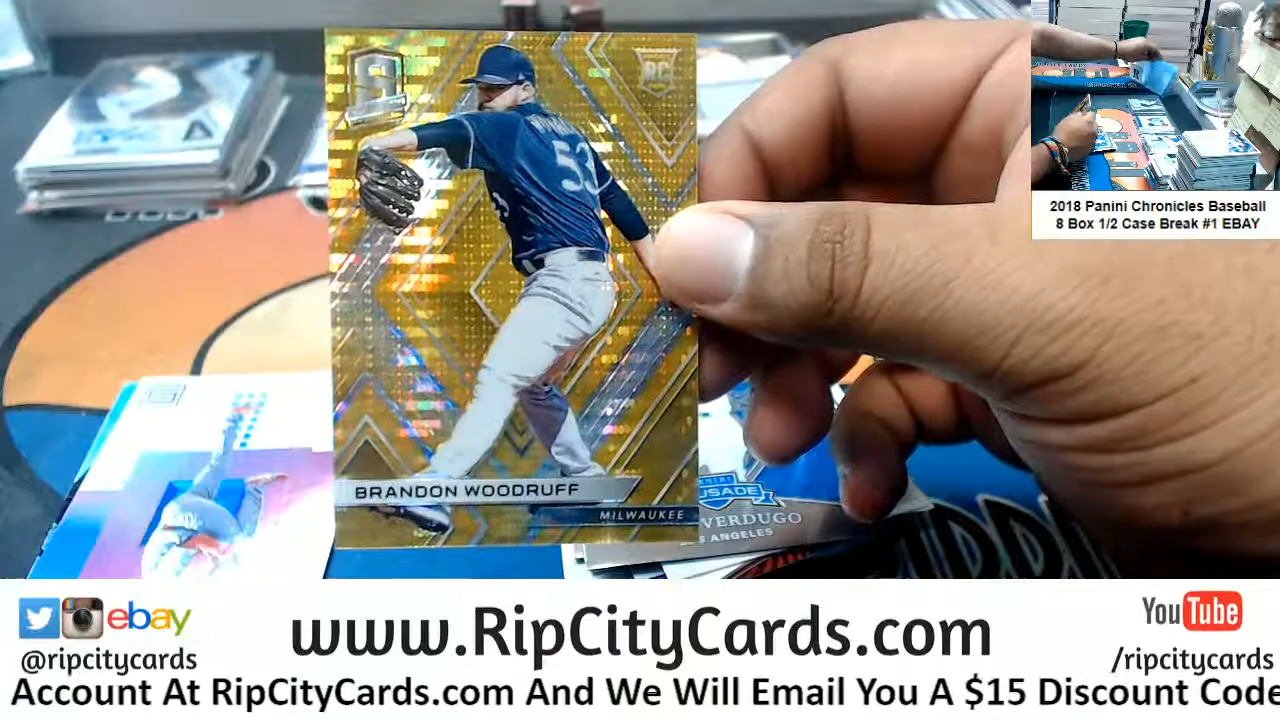 S
RC
53
BRANDON WOODRUFF
MILWAUKEE
VERDUGO
2018 Panini Chronicles Baseball
8 Box 1/2 Case Break #1 EBAY
ebay
@ripcitycards
www.RipCityCards.com
YouTube
/ripcitycards
Account At RipCityCards.com And We Will Email You A $15 Discount Code